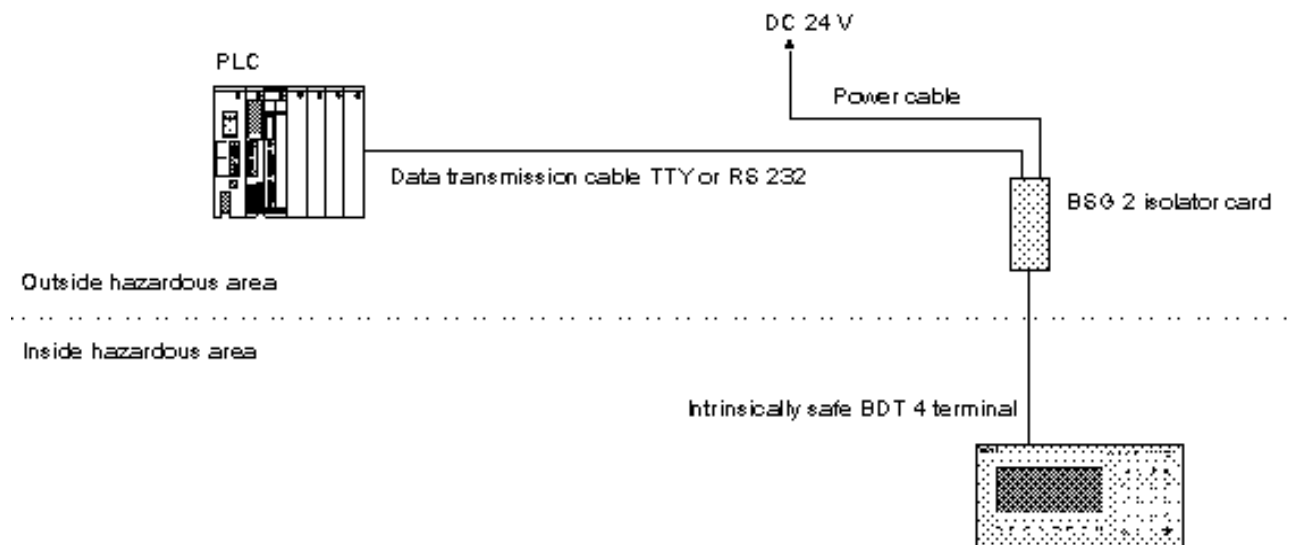 DC 24 V
PLC
Power cable
Data transmission cable TTY or RS 232
BSG 2 isolator card
Outside hazardous area
Inside hazardous area
Intrinsically safe BDT 4 terminal